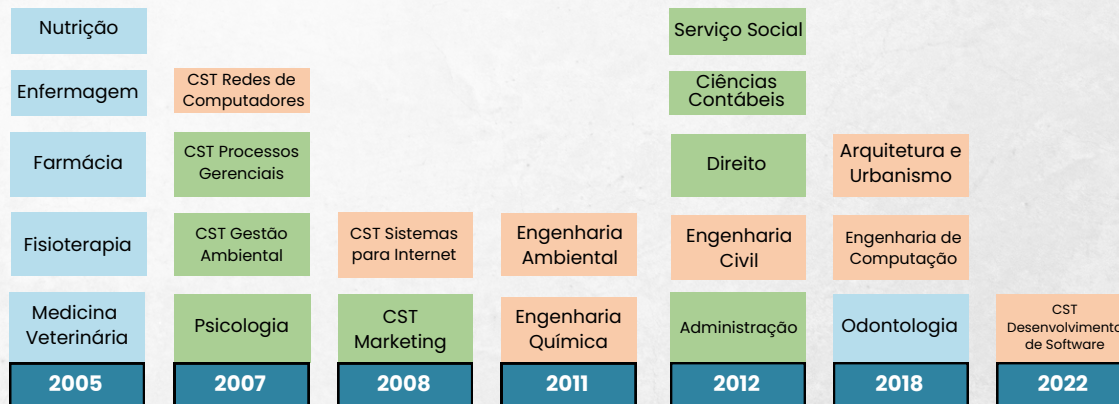 Nutrição
Enfermagem
Farmácia
Fisioterapia
Medicina
Veterinária
2005
CST Redes de
Computadores
CST Processos
Gerenciais
CST Gestão
Ambiental
Psicologia
2007
CST Sistemas
para Internet
CST
Marketing
2008
Engenharia
Ambiental
Engenharia
Química
2011
Serviço Social
Ciências
Contábeis
Direito
Engenharia
Civil
Administração
2012
Arquitetura e
Urbanismo
Engenharia de
Computação
Odontologia
2018
CST
Desenvolvimento
de Software
2022